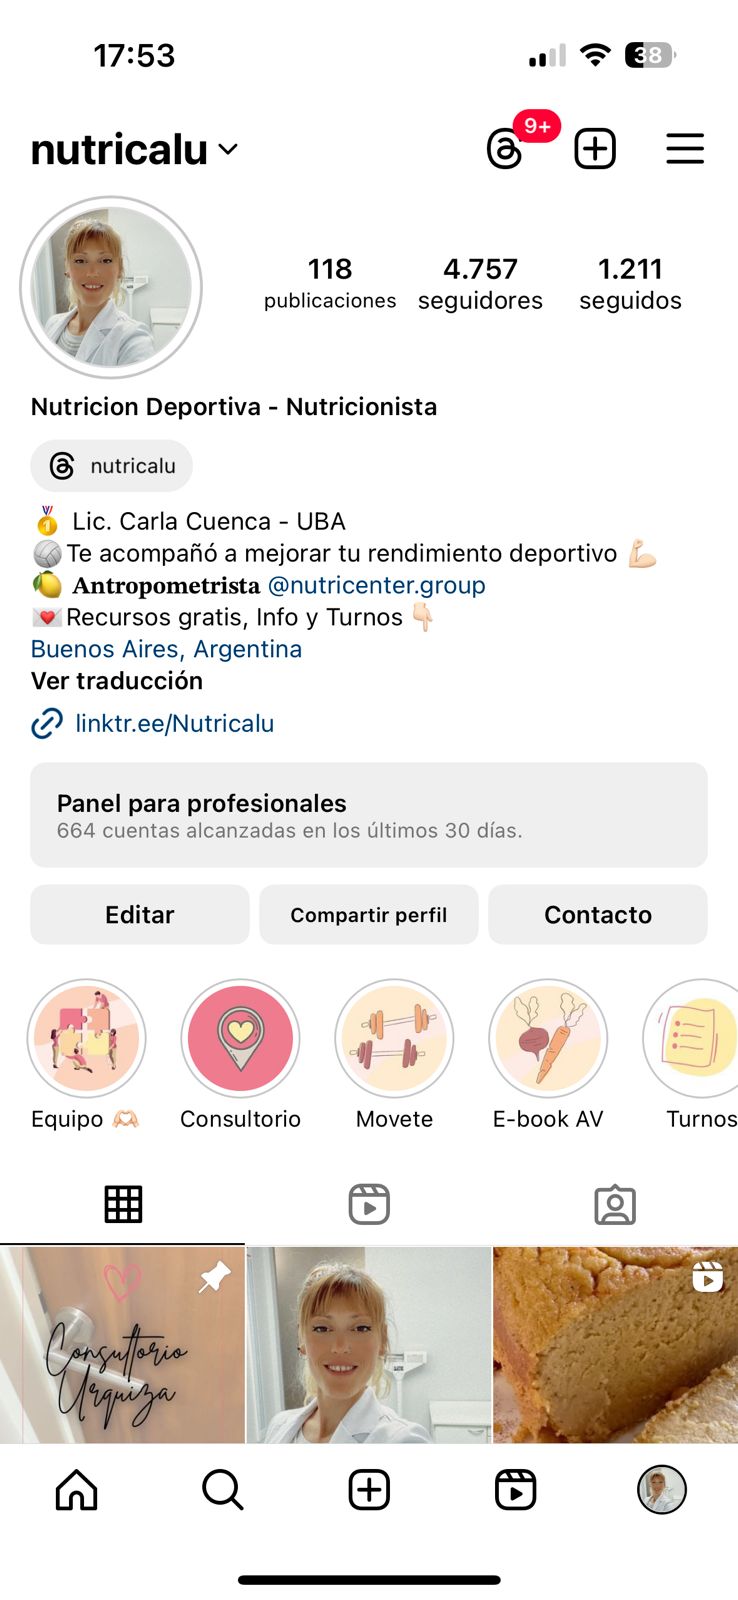 17:53
38
nutricalu
9+
118
publicaciones
4.757
seguidores
1.211
seguidos
Nutricion Deportiva - Nutricionista
nutricalu
🏅 Lic. Carla Cuenca - UBA
🏐Te acompañó a mejorar tu rendimiento deportivo 💪🏻
🍋 𝐀𝐧𝐭𝐫𝐨𝐩𝐨𝐦𝐞𝐭𝐫𝐢𝐬𝐭𝐚 @nutricenter.group
💌Recursos gratis, Info y Turnos 👇🏻
Buenos Aires, Argentina
Ver traducción
linktr.ee/Nutricalu
Panel para profesionales
664 cuentas alcanzadas en los últimos 30 días.
Editar
Compartir perfil
Contacto
Equipo 🫶🏻
Consultorio
Movete
E-book AV
Turnos
Consultorio
Urquiza